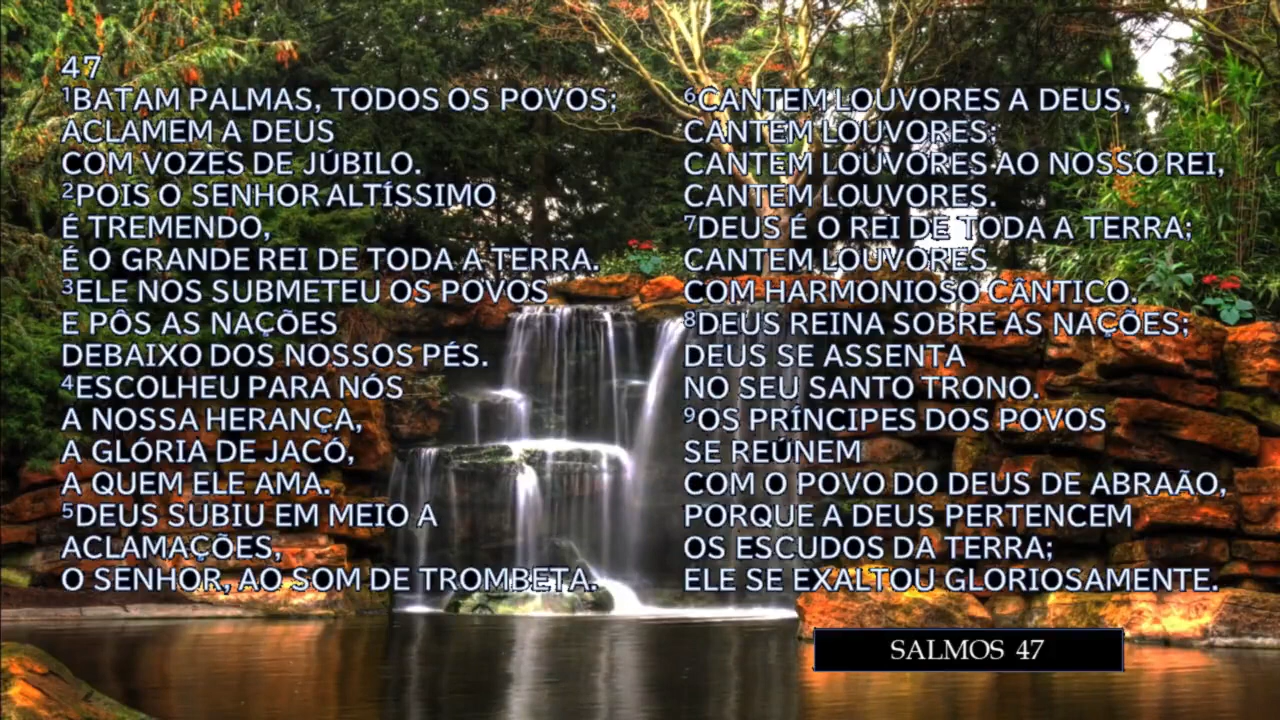 47
¹BATAM PALMAS, TODOS OS POVOS;
ACLAMEM A DEUS
COM VOZES DE JÚBILO.
²POIS O SENHOR ALTÍSSIMO
É TREMENDO,
É O GRANDE REI DE TODA A TERRA.
³ELE NOS SUBMETEU OS POVOS
E PÔS AS NAÇÕES
DEBAIXO DOS NOSSOS PÉS.
⁴ESCOLHEU PARA NÓS
A NOSSA HERANÇA,
A GLÓRIA DE JACÓ,
A QUEM ELE AMA.
⁵DEUS SUBIU EM MEIO A
ACLAMAÇÕES,
O SENHOR, AO SOM DE TROMBETA.
⁶CANTEM LOUVORES A DEUS,
CANTEM LOUVORES;
CANTEM LOUVORES AO NOSSO REI,
CANTEM LOUVORES.
⁷DEUS É O REI DE TODA A TERRA;
CANTEM LOUVORES
COM HARMONIOSO CÂNTICO.
⁸DEUS REINA SOBRE AS NAÇÕES;
DEUS SE ASSENTA
NO SEU SANTO TRONO.
⁹OS PRÍNCIPES DOS POVOS
SE REÚNEM
COM O POVO DO DEUS DE ABRAÃO,
PORQUE A DEUS PERTENCEM
OS ESCUDOS DA TERRA;
ELE SE EXALTOU GLORIOSAMENTE.
SALMOS 47